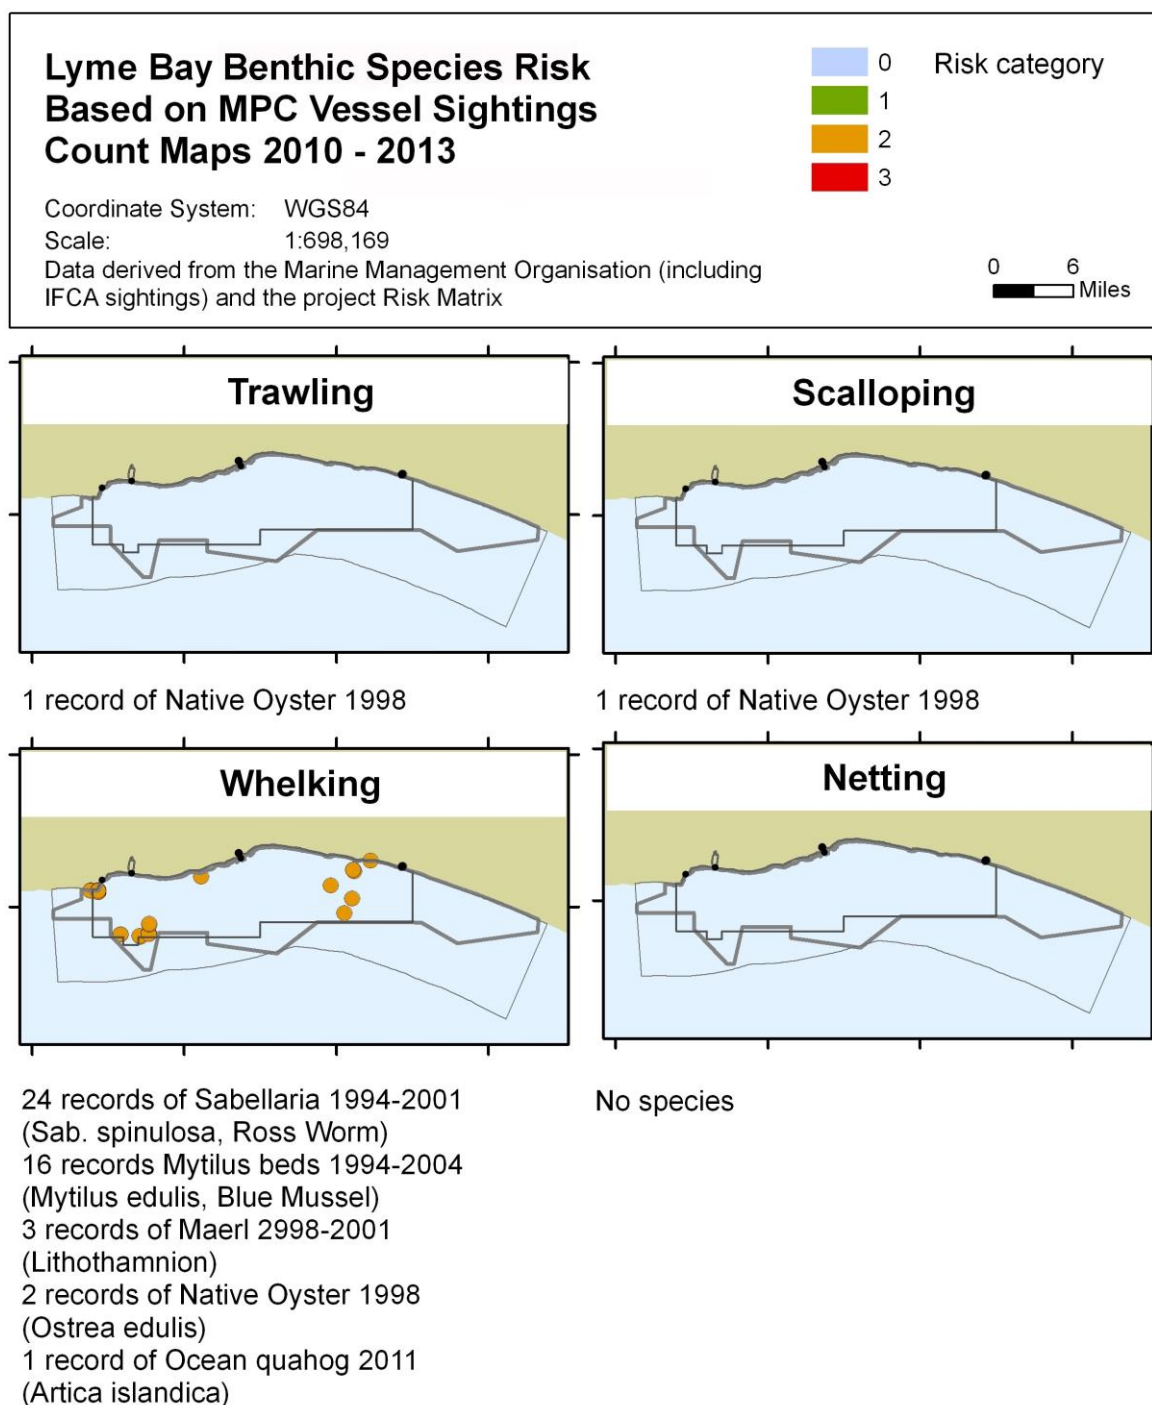 Lyme Bay Benthic Species Risk
Based on MPC Vessel Sightings
Count Maps 2010 - 2013
Coordinate System: WGS84
Scale: 1:698,169
Data derived from the Marine Management Organisation (including
IFCA sightings) and the project Risk Matrix
0 Risk category
1
2
3
0 6
Miles
Trawling
1 record of Native Oyster 1998
Scalloping
1 record of Native Oyster 1998
Whelking
24 records of Sabellaria 1994-2001
(Sab. spinulosa, Ross Worm)
16 records Mytilus beds 1994-2004
(Mytilus edulis, Blue Mussel)
3 records of Maerl 2998-2001
(Lithothamnion)
2 records of Native Oyster 1998
(Ostrea edulis)
1 record of Ocean quahog 2011
(Artica islandica)
Netting
No species